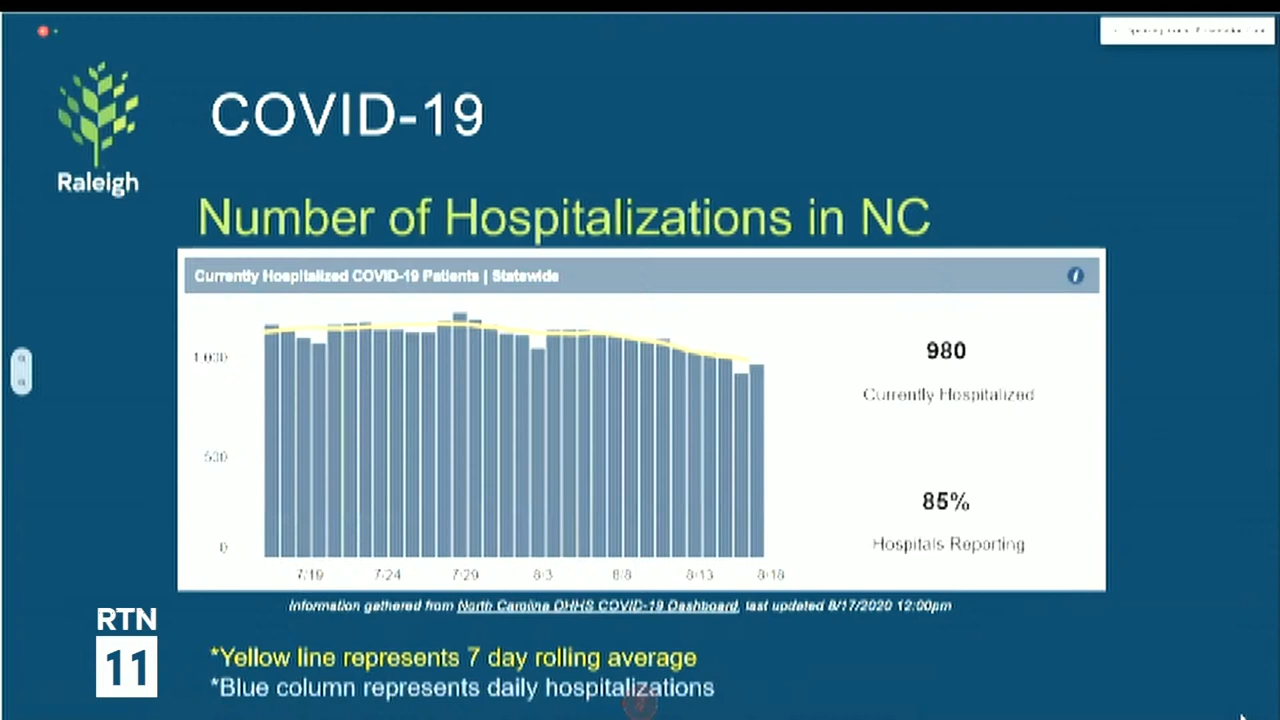 COVID-19
Raleigh
Number of Hospitalizations in NC
Currently Hospitalized COVID-19 Patients | Statewide
i
1 000
500
0
980
Currently Hospitalized
85%
Hospitals Reporting
7/19 7/24 7/29 8/3 8/8 8/13 8/18
Information gathered from North Carolina DHHS COVID-19 Dashboard, last updated 8/17/2020 12:00pm
RTN
11
*Yellow line represents 7 day rolling average
*Blue column represents daily hospitalizations